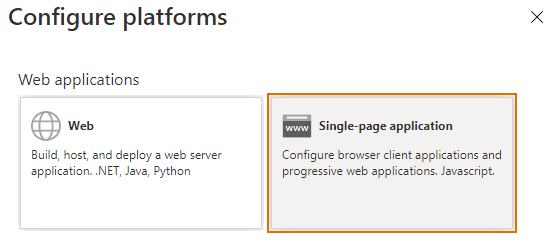 Configure platforms
Web applications
Web
Build, host, and deploy a web server
application. .NET, Java, Python
www
Single-page application
Configure browser client applications and
progressive web applications. Javascript.